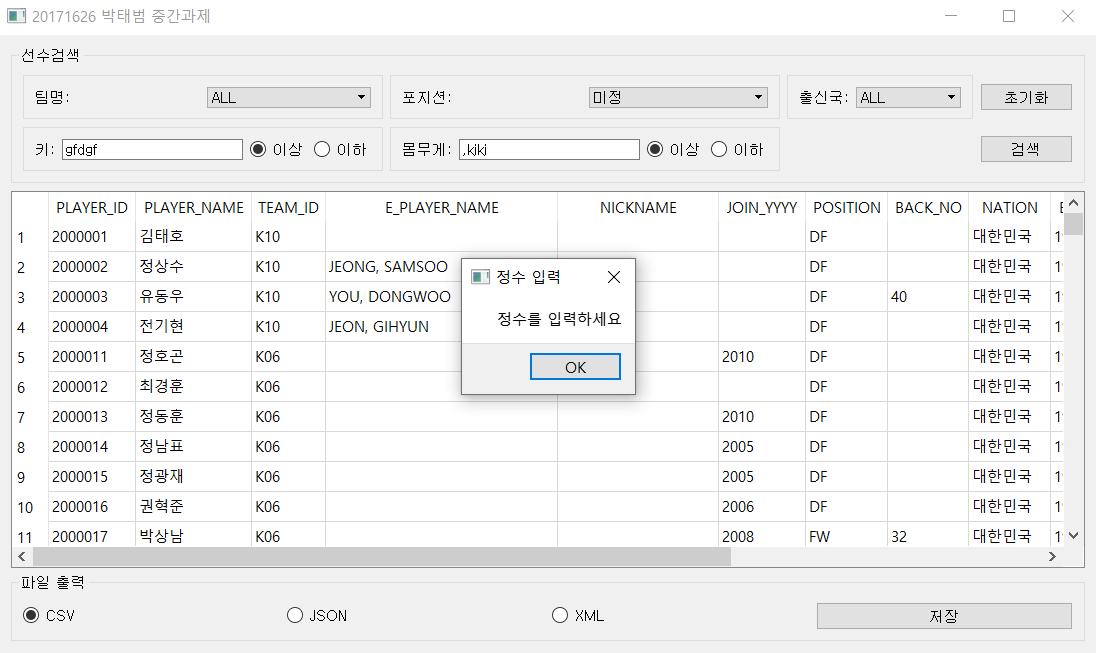 20171626 박태범 중간과제
선수검색
팀명: ALL 포지션: 미정 출신국: ALL 초기화
키: gfdgf 이상 이하 몸무게: ,kjkj 이상 이하 검색
PLAYER_ID PLAYER_NAME TEAM_ID E_PLAYER_NAME NICKNAME JOIN_YYYY POSITION BACK_NO NATION
1 2000001 김태호 K10 DF 대한민국
2 2000002 정상수 K10 JEONG, SAMSOO DF 대한민국
3 2000003 유동우 K10 YOU, DONGWOO DF 40 대한민국
4 2000004 전기현 K10 JEON, GIHYUN DF 대한민국
5 2000011 정호곤 K06 2010 DF 대한민국
6 2000012 최경훈 K06 DF 대한민국
7 2000013 정동훈 K06 2010 DF 대한민국
8 2000014 정남표 K06 2005 DF 대한민국
9 2000015 정광재 K06 2005 DF 대한민국
10 2000016 권혁준 K06 2006 DF 대한민국
11 2000017 박상남 K06 2008 FW 32 대한민국
정수 입력
정수를 입력하세요
OK
파일 출력
CSV JSON XML 저장